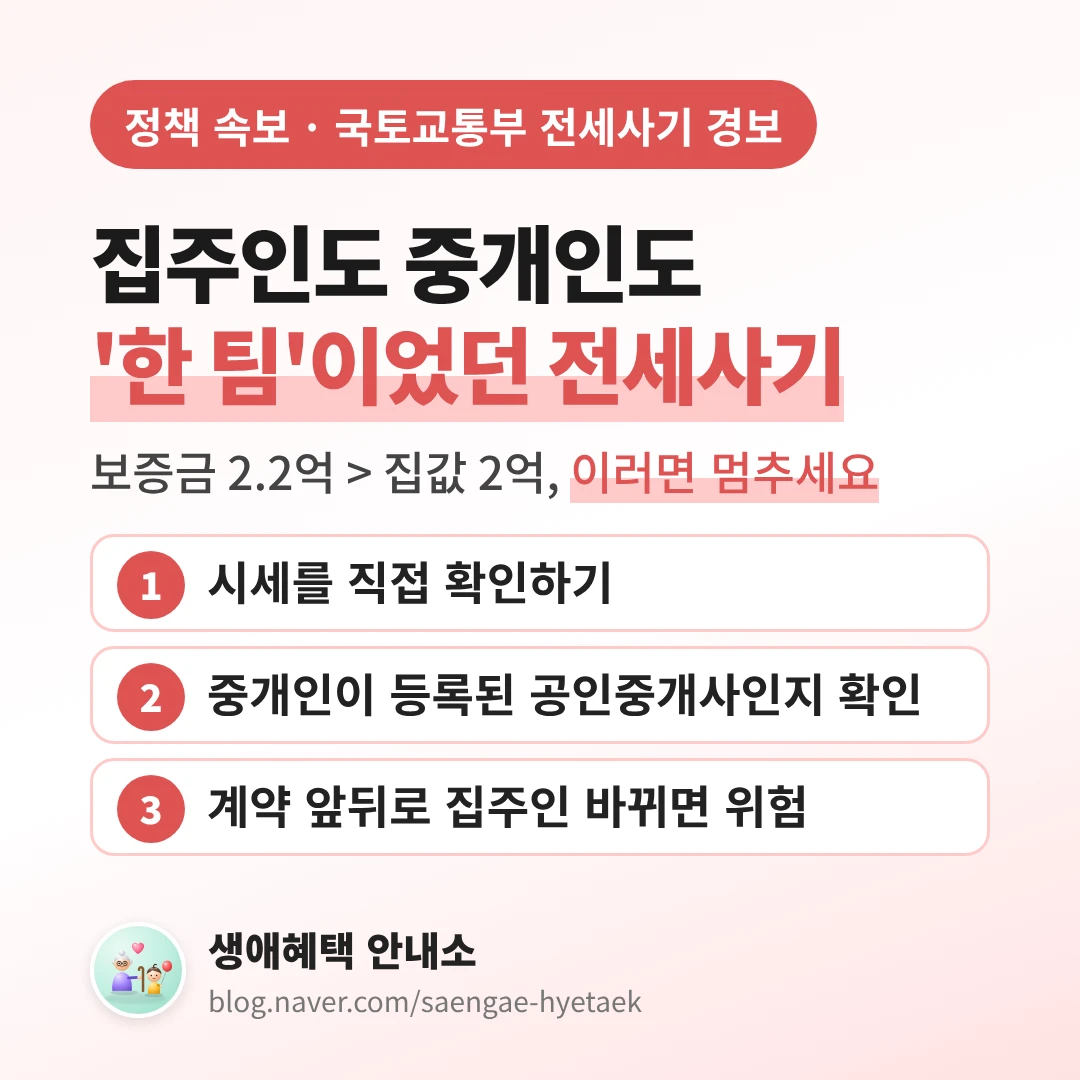 정책 속보 · 국토교통부 전세사기 경보
집주인도 중개인도
'한 팀'이었던 전세사기
보증금 2.2억 > 집값 2억, 이러면 멈추세요
1 시세를 직접 확인하기
2 중개인이 등록된 공인중개사인지 확인
3 계약 앞뒤로 집주인 바뀌면 위험
생애혜택 안내소
blog.naver.com/saengae-hyetaek